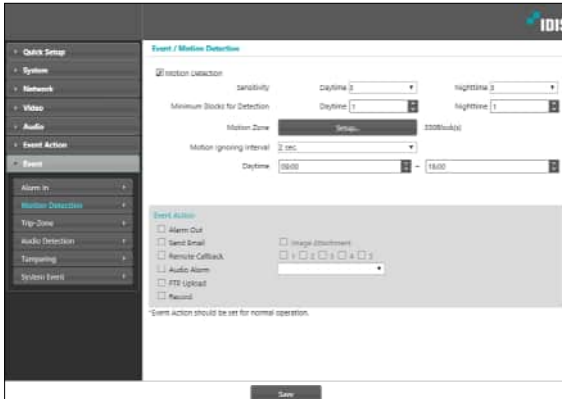 IDIS
Quick Setup
System
Network
Video
Audio
Event Action
Event
Alarm In
Motion Detection
Trip-Zone
Audio Detection
Tampering
System Event
Event / Motion Detection
Motion Detection
Sensitivity Daytime 3 Nighttime 3
Minimum Blocks for Detection Daytime 1 Nighttime 1
Motion Zone Setup... 330Block(s)
Motion Ignoring Interval 2 sec.
Daytime 09:00 ~ 18:00
Event Action
Alarm Out
Send Email Image Attachment
Remote Callback 1 2 3 4 5
Audio Alarm
FTP Upload
Record
*Event Action should be set for normal operation.
Save